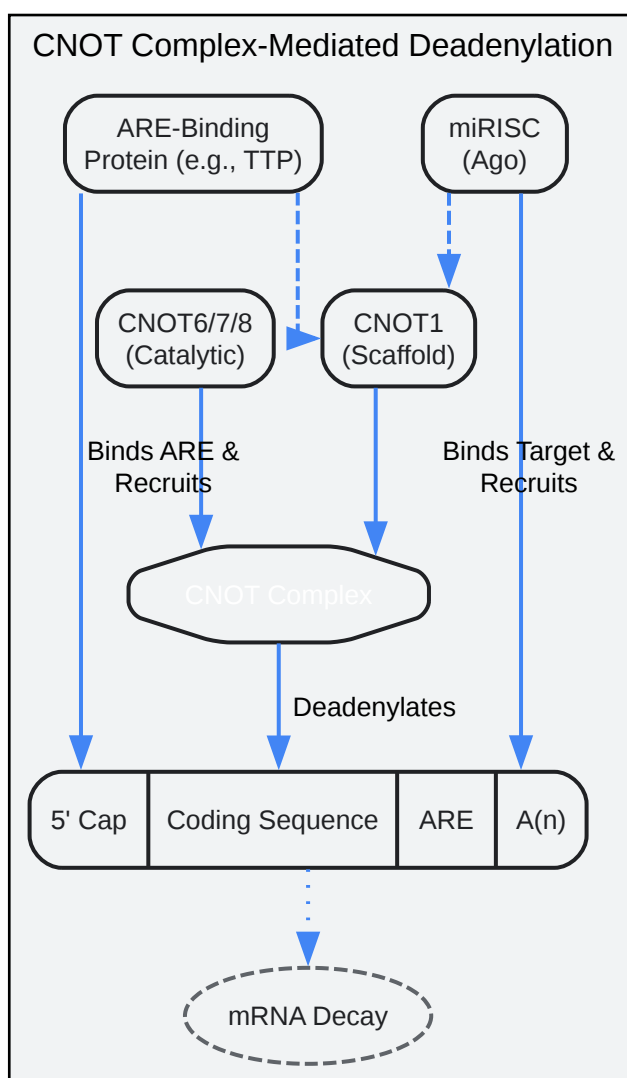 CNOT Complex-Mediated Deadenylation
ARE-Binding
Protein (e.g., TTP)
miRISC
(Ago)
CNOT6/7/8
(Catalytic)
CNOT1
(Scaffold)
Binds ARE &
Recruits
Binds Target &
Recruits
CNOT Complex
Deadenylates
5' Cap
Coding Sequence
ARE
A(n)
mRNA Decay